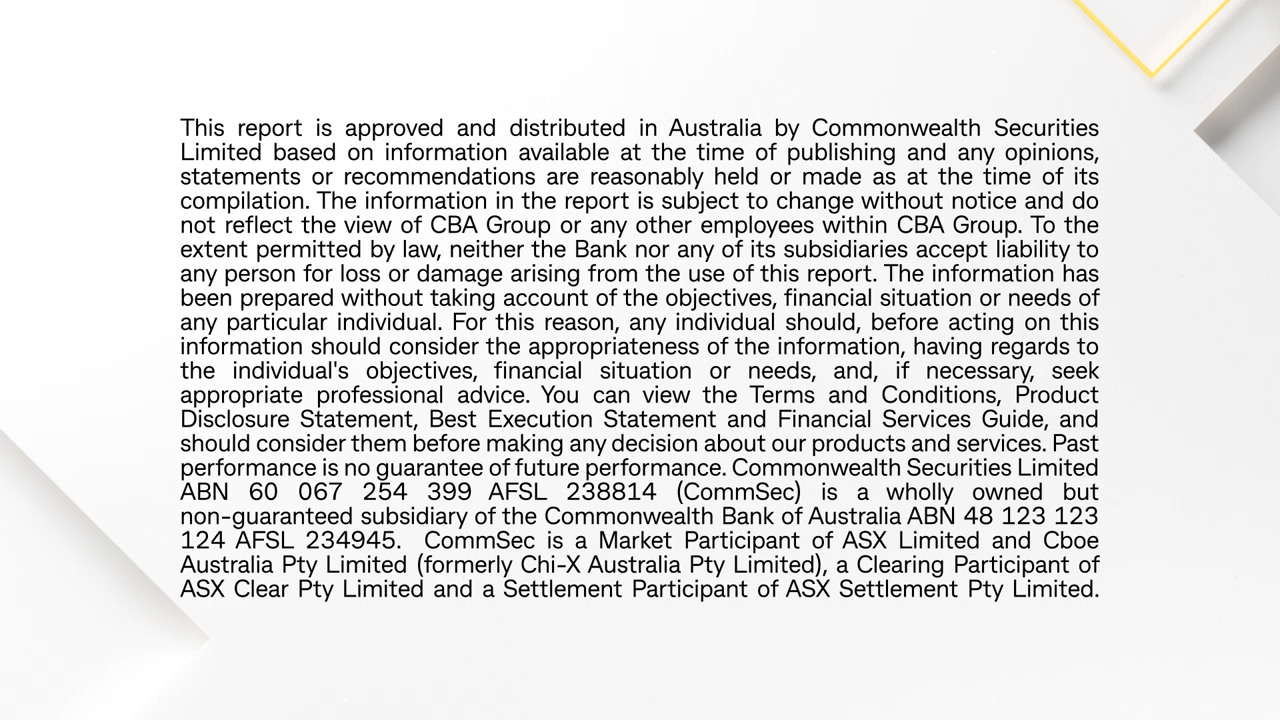 This report is approved and distributed in Australia by Commonwealth Securities
Limited based on information available at the time of publishing and any opinions,
statements or recommendations are reasonably held or made as at the time of its
compilation. The information in the report is subject to change without notice and do
not reflect the view of CBA Group or any other employees within CBA Group. To the
extent permitted by law, neither the Bank nor any of its subsidiaries accept liability to
any person for loss or damage arising from the use of this report. The information has
been prepared without taking account of the objectives, financial situation or needs of
any particular individual. For this reason, any individual should, before acting on this
information should consider the appropriateness of the information, having regards to
the individual's objectives, financial situation or needs, and, if necessary, seek
appropriate professional advice. You can view the Terms and Conditions, Product
Disclosure Statement, Best Execution Statement and Financial Services Guide, and
should consider them before making any decision about our products and services. Past
performance is no guarantee of future performance. Commonwealth Securities Limited
ABN 60 067 254 399 AFSL 238814 (CommSec) is a wholly owned but
non-guaranteed subsidiary of the Commonwealth Bank of Australia ABN 48 123 123
124 AFSL 234945. CommSec is a Market Participant of ASX Limited and Cboe
Australia Pty Limited (formerly Chi-X Australia Pty Limited), a Clearing Participant of
ASX Clear Pty Limited and a Settlement Participant of ASX Settlement Pty Limited.